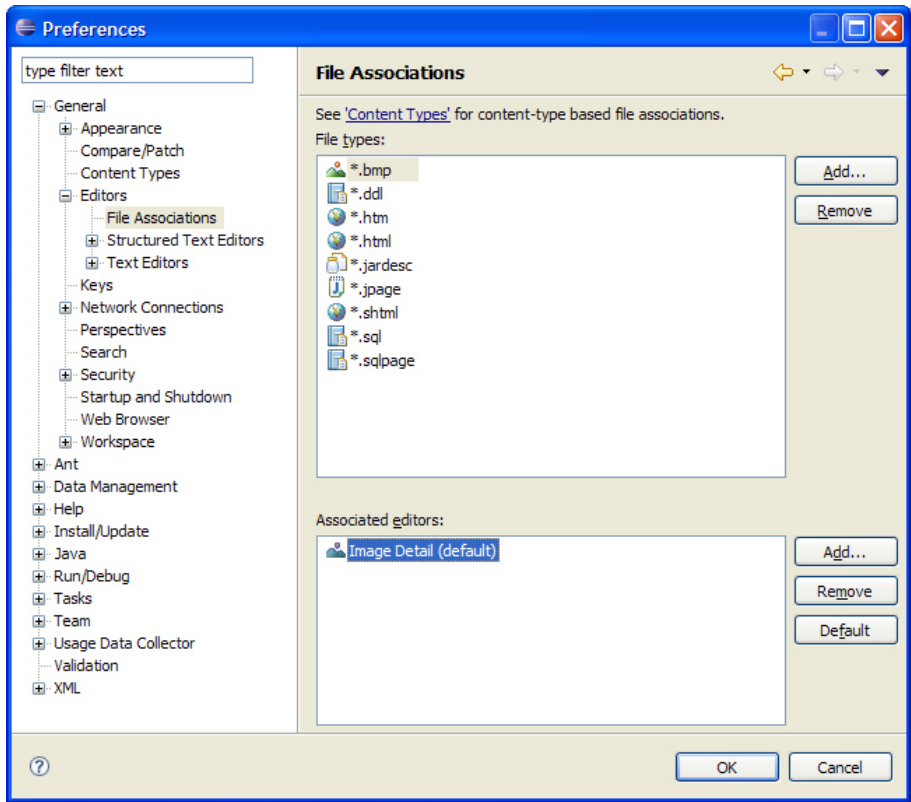 Preferences
type filter text
General
Appearance
Compare/Patch
Content Types
Editors
File Associations
Structured Text Editors
Text Editors
Keys
Network Connections
Perspectives
Search
Security
Startup and Shutdown
Web Browser
Workspace
Ant
Data Management
Help
Install/Update
Java
Run/Debug
Tasks
Team
Usage Data Collector
Validation
XML
File Associations
See 'Content Types' for content-type based file associations.
File types:
*.bmp
*.ddl
*.htm
*.html
*.jardesc
*.jpage
*.shtml
*.sql
*.sqlpage
Add...
Remove
Associated editors:
Image Detail (default)
Add...
Remove
Default
OK
Cancel